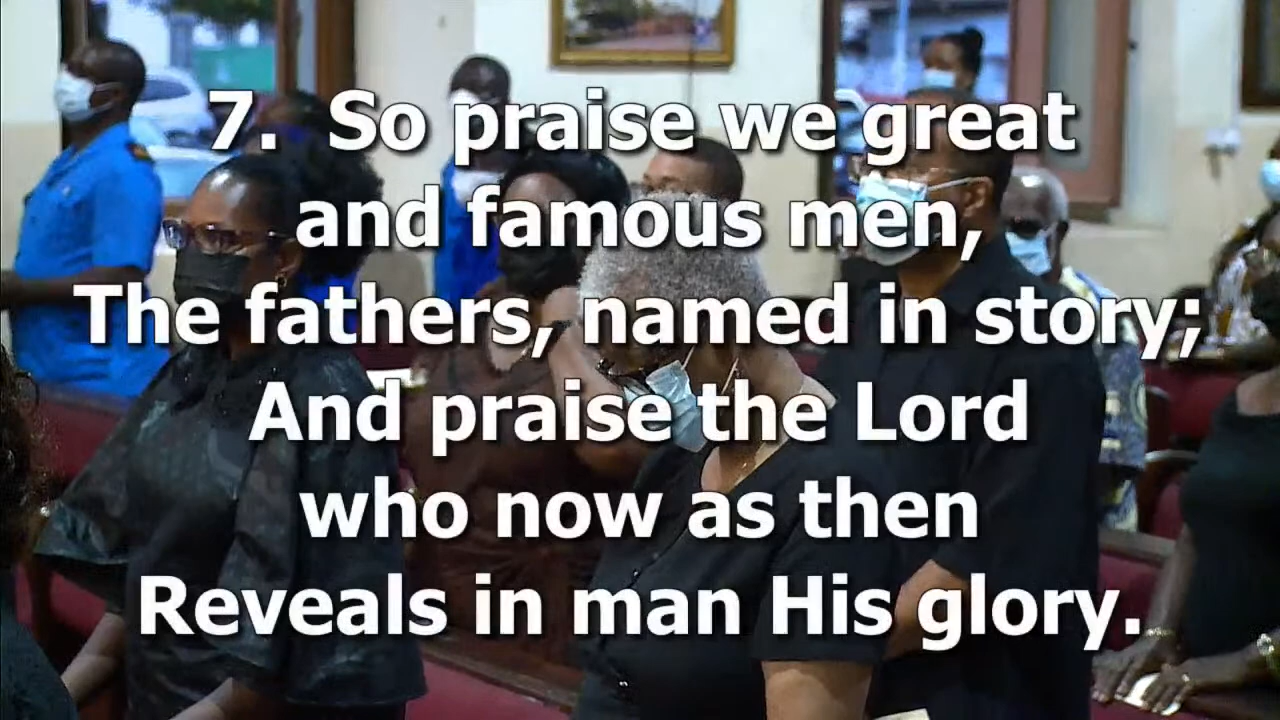 7. So praise we great
and famous men,
The fathers, named in story;
And praise the Lord
who now as then
Reveals in man His glory.